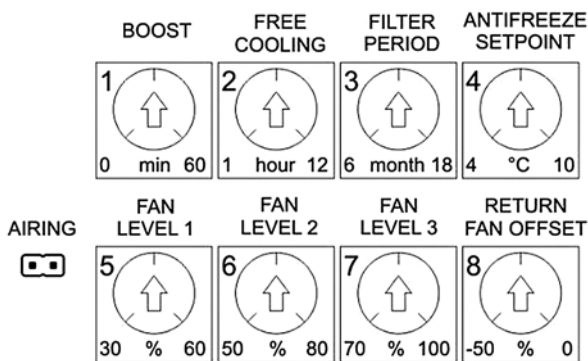 BOOST
FREE COOLING
FILTER PERIOD
ANTIFREEZE SETPOINT
1
2
3
4
0 min 60
1 hour 12
6 month 18
4 °C 10
AIRING
FAN LEVEL 1
FAN LEVEL 2
FAN LEVEL 3
RETURN FAN OFFSET
5
6
7
8
30 % 60
50 % 80
70 % 100
-50 % 0